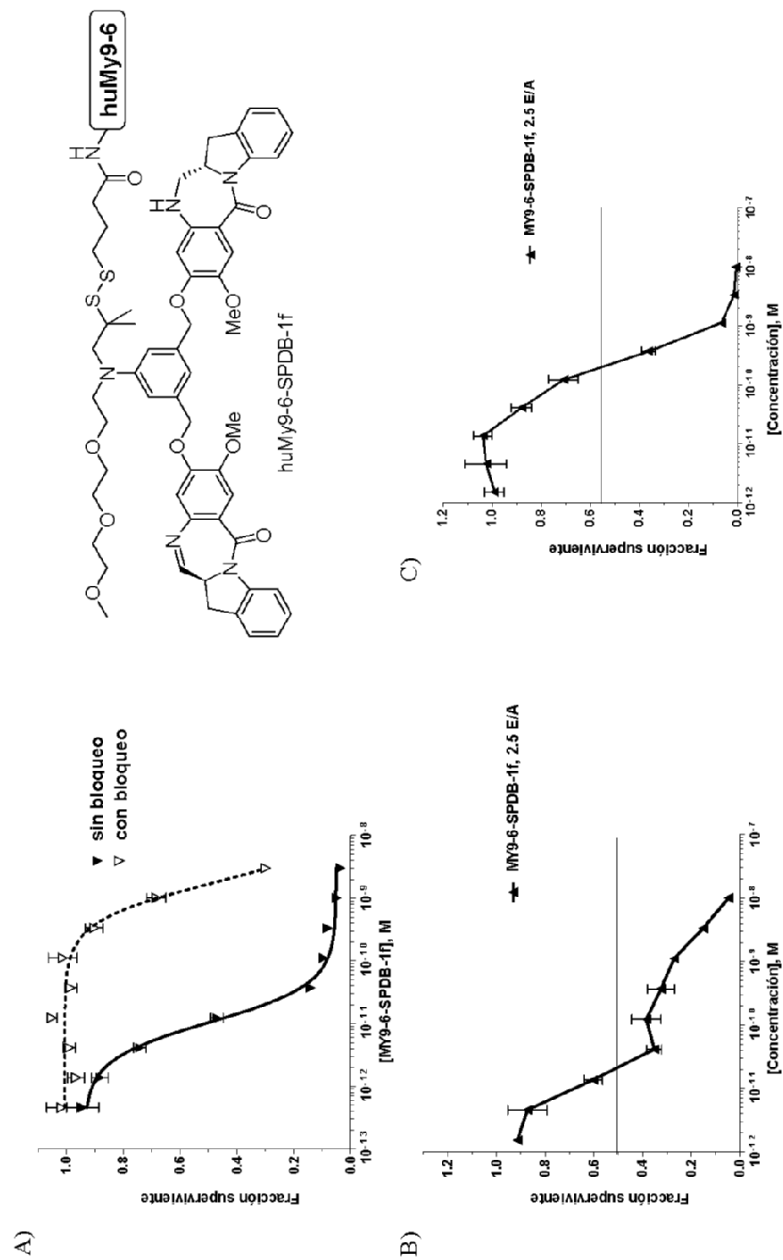 A)
Fracción superviviente
1.0
0.8
0.6
0.4
0.2
10-13
10-12
10-11
10-10
10-9
10-8
[MY9-6-SPDB-1f], M
sin bloqueo
con bloqueo
huMy9-6
H
N
O
S
S
N
O
O
O
O
O
OMe
MeO
N
N
O
H
N
N
O
huMy9-6-SPDB-1f
B)
Fracción superviviente
1.2
1.0
0.8
0.6
0.4
0.2
0.0
10-12
10-11
10-10
10-9
10-8
10-7
[Concentración], M
MY9-6-SPDB-1f, 2.5 E/A
C)
Fracción superviviente
1.2
1.0
0.8
0.6
0.4
0.2
0.0
10-12
10-11
10-10
10-9
10-8
10-7
[Concentración], M
MY9-6-SPDB-1f, 2.5 E/A